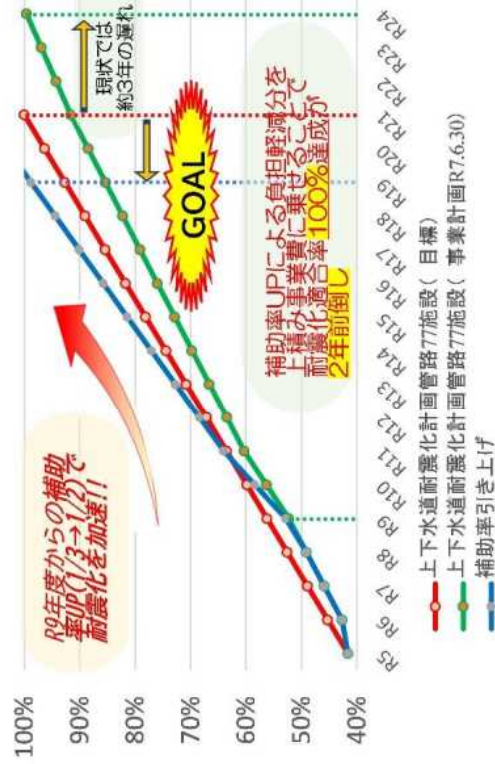 R9年度からの補助
率UP(1/3→1/2)で
耐震化を加速!!
現状では
約3年の遅れ
GOAL
補助率UPによる負担軽減分を
上積み事業費に乗せることで
耐震化適合率100%達成が
2年前倒し
100%
90%
80%
70%
60%
50%
40%
R5
R6
R7
R8
R9
R10
R11
R12
R13
R14
R15
R16
R17
R18
R19
R20
R21
R22
R23
R24
上下水道耐震化計画管路77施設(目標)
上下水道耐震化計画管路77施設(事業計画R7.6.30)
補助率引き上げ